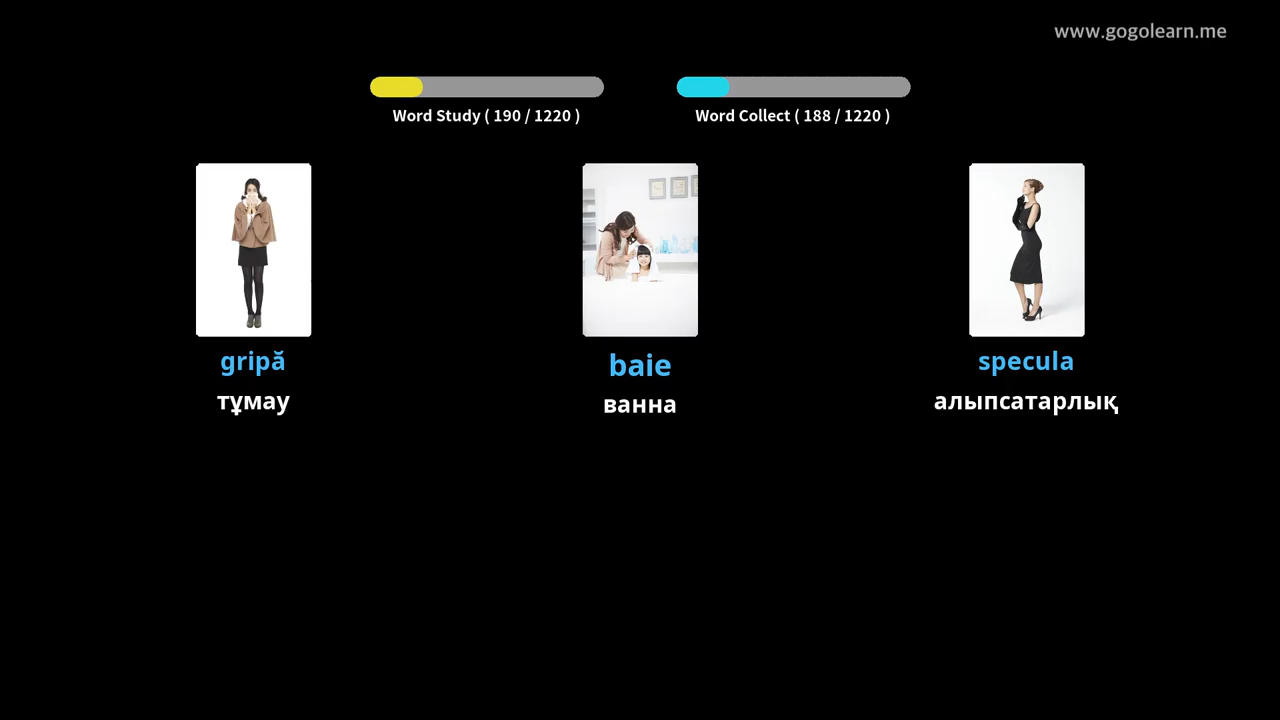 www.gogolearn.me
Word Study ( 190 / 1220 )
Word Collect ( 188 / 1220 )
gripă
тұмау
baie
ванна
specula
алыпсатарлық